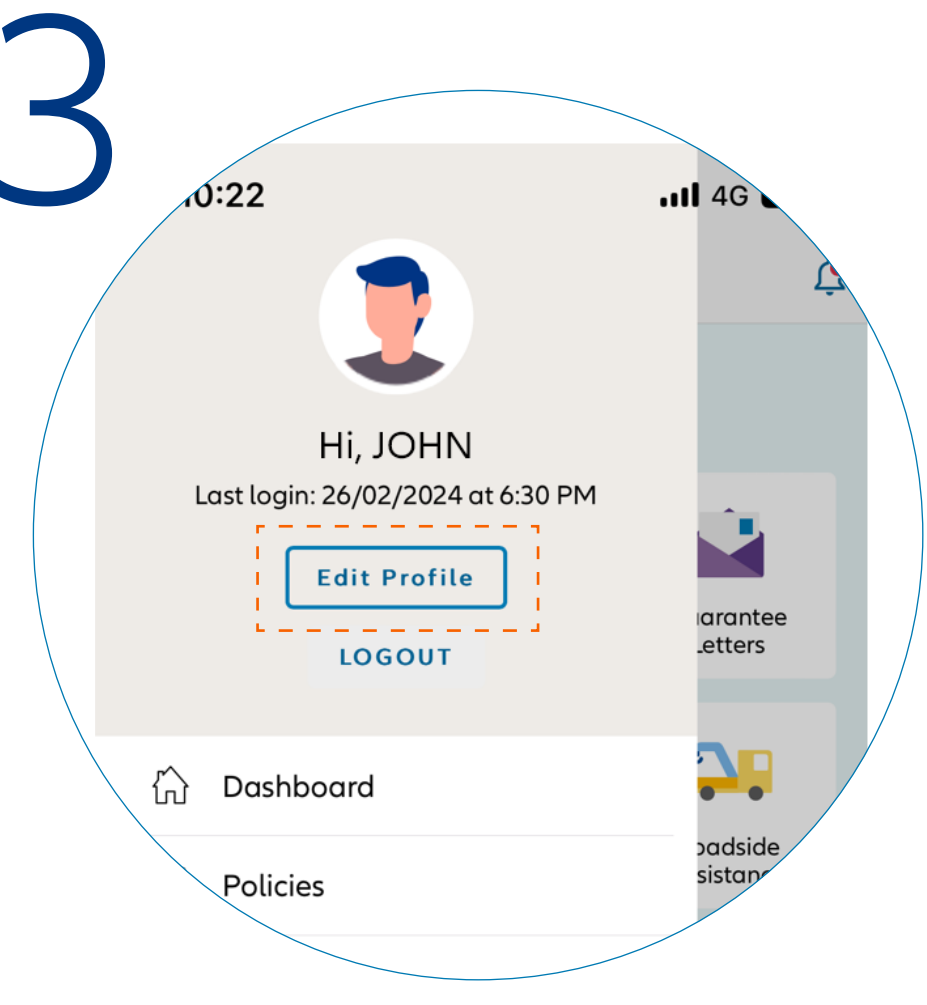 3
10:22
4G
Hi, JOHN
Last login: 26/02/2024 at 6:30 PM
Edit Profile
LOGOUT
Dashboard
Policies
Letters